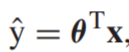 ŷ = θᵀx,